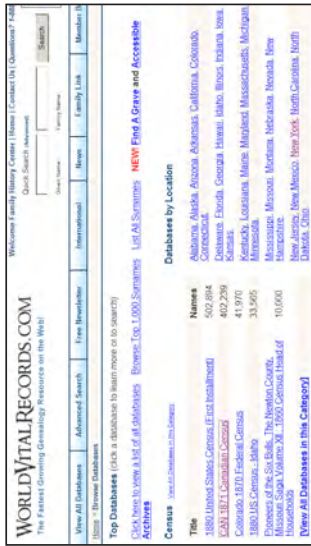 Welcome Family History Center | Home | Contact Us | Questions?
WORLDVITALRECORDS.COM
The Fastest Growing Genealogy Resource on the Web!
Quick Search (Advanced)
Given Name
Family Name
Search
View All Databases
Advanced Search
Free Newsletter
International
News
Family Link
Home > Browse Databases
Top Databases (click a database to learn more or to search)
Click here to view a list of all databases Browse Top 1,000 Surnames List All Surnames NEW! Find A Grave and Accessible
Archives
Census View All Databases in this Category
Databases by Location
Title
Names
1880 United States Census (First Installment) 502,894
CAN 1871 Canadian Census 402,239
Colorado 1870 Federal Census 41,970
1880 US Census - Idaho 33,565
Pioneers of the Six Bulls, The Newton County,
Missouri Saga Volume XII : 1860 Census Head of 10,000
Households
[View All Databases in this Category]
Alabama, Alaska, Arizona, Arkansas, California, Colorado,
Connecticut,
Delaware, Florida, Georgia, Hawaii, Idaho, Illinois, Indiana, Iowa,
Kansas,
Kentucky, Louisiana, Maine, Maryland, Massachusetts, Michigan,
Minnesota,
Mississippi, Missouri, Montana, Nebraska, Nevada, New
Hampshire,
New Jersey, New Mexico, New York, North Carolina, North
Dakota, Ohio,